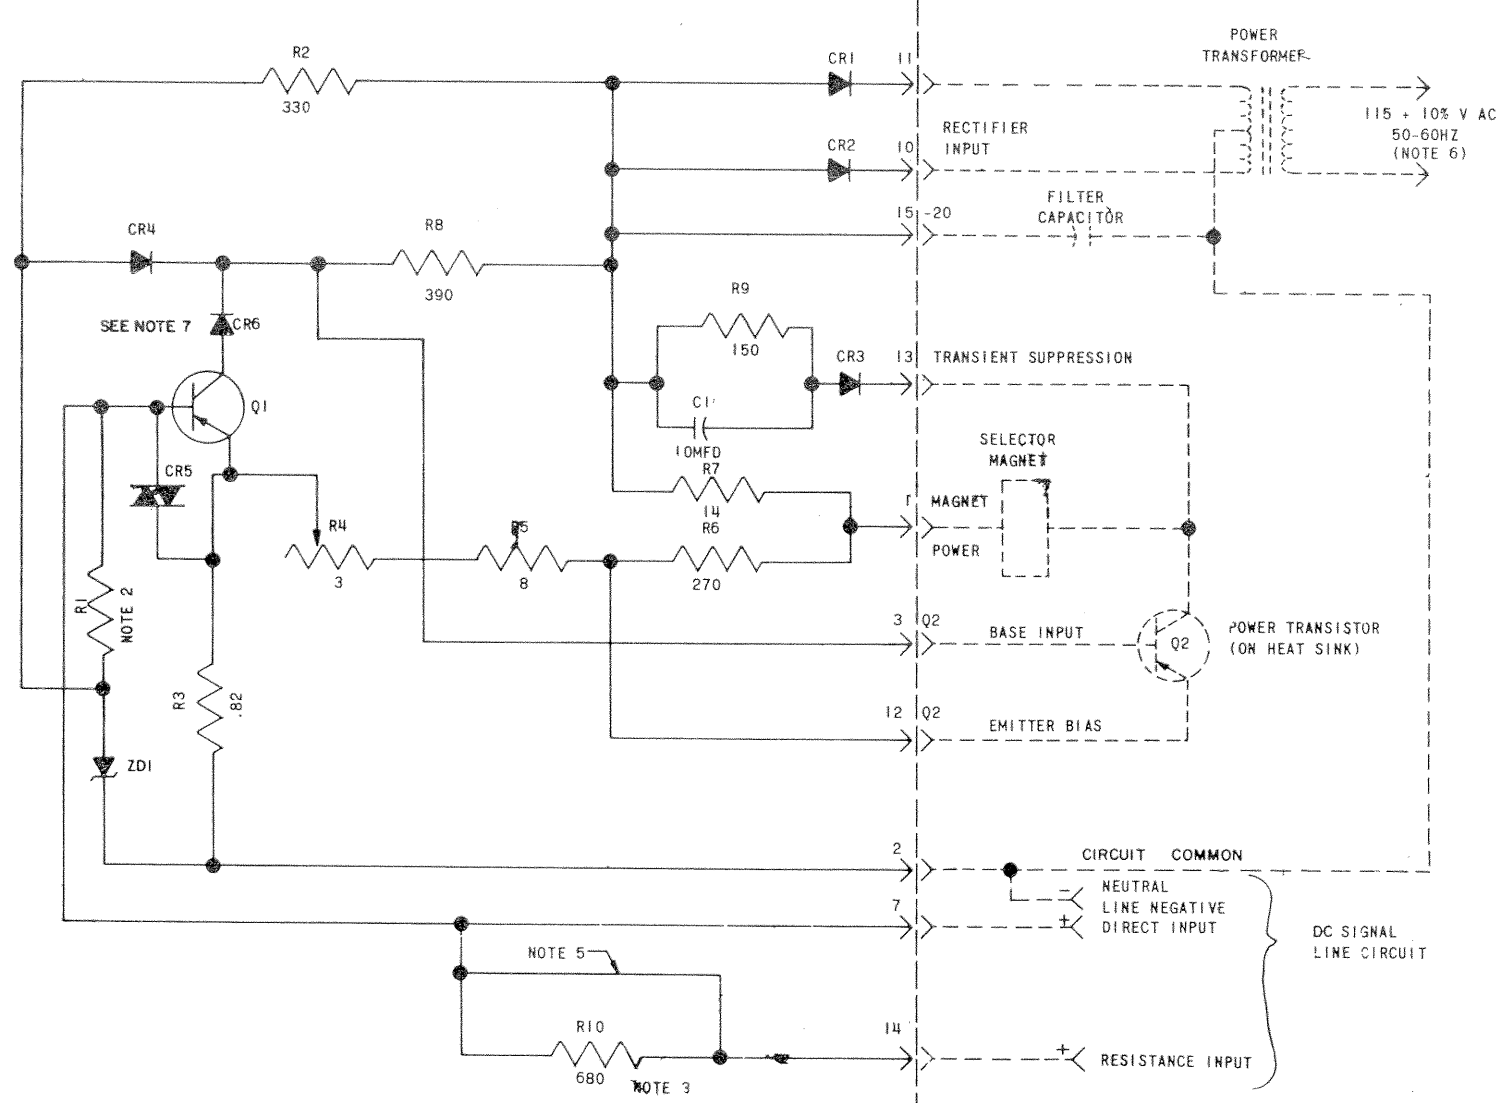 POWER
TRANSFORMER
R2
330
CR1
11
115 + 10% V AC
50-60HZ
(NOTE 6)
RECTIFIER
INPUT
CR2
10
FILTER
CAPACITOR
15 -20
CR4
R8
390
R9
150
SEE NOTE 7
CR6
CR3
13
TRANSIENT SUPPRESSION
Q1
C1
10MFD
SELECTOR
MAGNET
CR5
R7
14
MAGNET
POWER
R4
3
R5
8
R6
270
R1
NOTE 2
3
Q2
BASE INPUT
Q2
POWER TRANSISTOR
(ON HEAT SINK)
R3
.82
12
Q2
EMITTER BIAS
ZD1
2
CIRCUIT COMMON
-
NEUTRAL
LINE NEGATIVE
7
+
DIRECT INPUT
DC SIGNAL
LINE CIRCUIT
NOTE 5
R10
680
NOTE 3
14
+
RESISTANCE INPUT